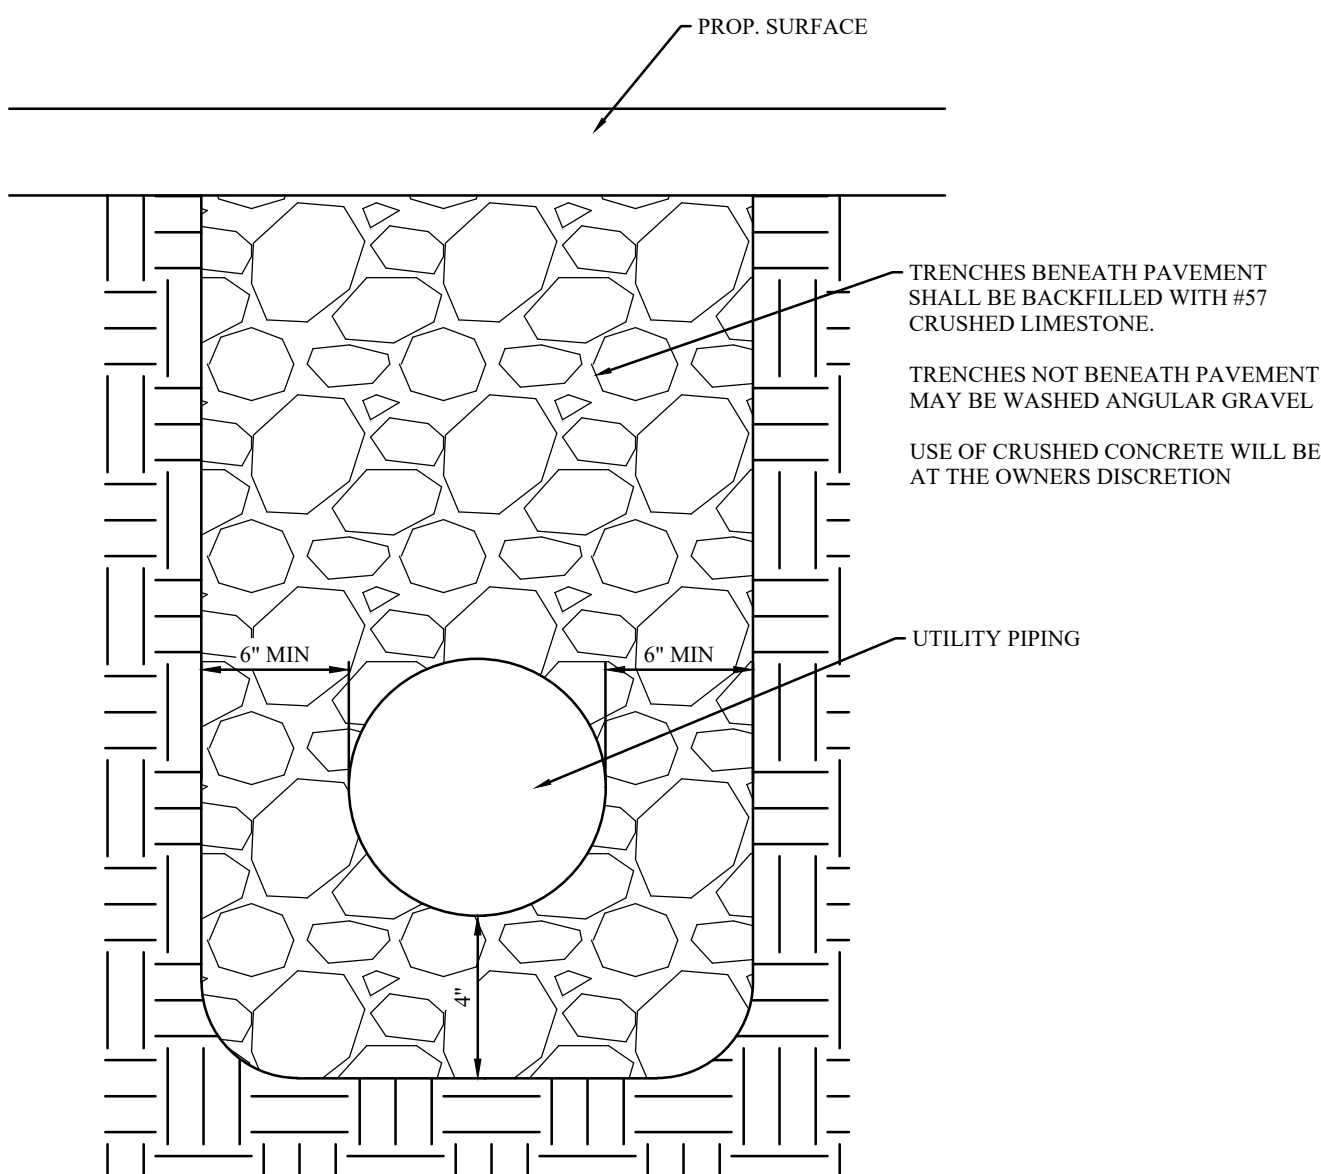 PROP. SURFACE
TRENCHES BENEATH PAVEMENT
SHALL BE BACKFILLED WITH #57
CRUSHED LIMESTONE.
TRENCHES NOT BENEATH PAVEMENT
MAY BE WASHED ANGULAR GRAVEL
USE OF CRUSHED CONCRETE WILL BE
AT THE OWNERS DISCRETION
UTILITY PIPING
6" MIN
6" MIN
4"